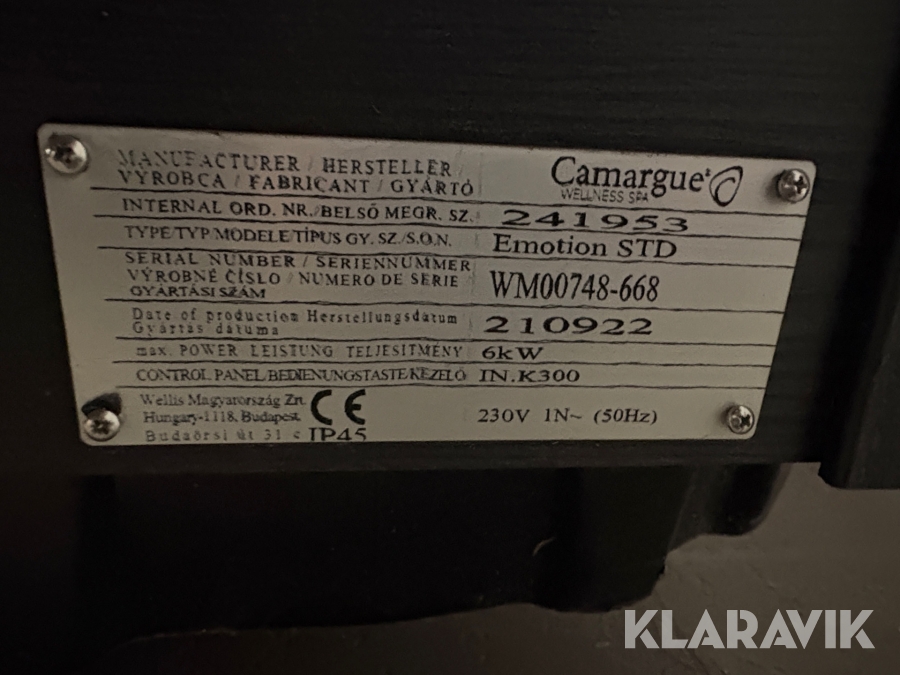 MANUFACTURER / HERSTELLER / Camargue
VÝROBCA / FABRICANT / GYÁRTÓ WELLNESS SPA
INTERNAL ORD. NR./BELSŐ MEGR. SZ.: 241953
TYPE/TYP/MODELE/TÍPUS GY. SZ./S.O.N. Emotion STD
SERIAL NUMBER / SERIENNUMMER
VÝROBNÉ ČÍSLO / NUMERO DE SERIE WM00748-668
GYÁRTÁSI SZÁM
Date of production Herstellungsdatum 210922
Gyártás dátuma
max. POWER LEISTUNG TELJESITMÉNY 6kW
CONTROL PANEL/BEDIENUNGSTASTE KEZELŐ IN.K300
Wellis Magyarország Zrt. CE
Hungary-1118, Budapest 230V 1N~ (50Hz)
Budaörsi út 31 c IP45
KLARAVIK